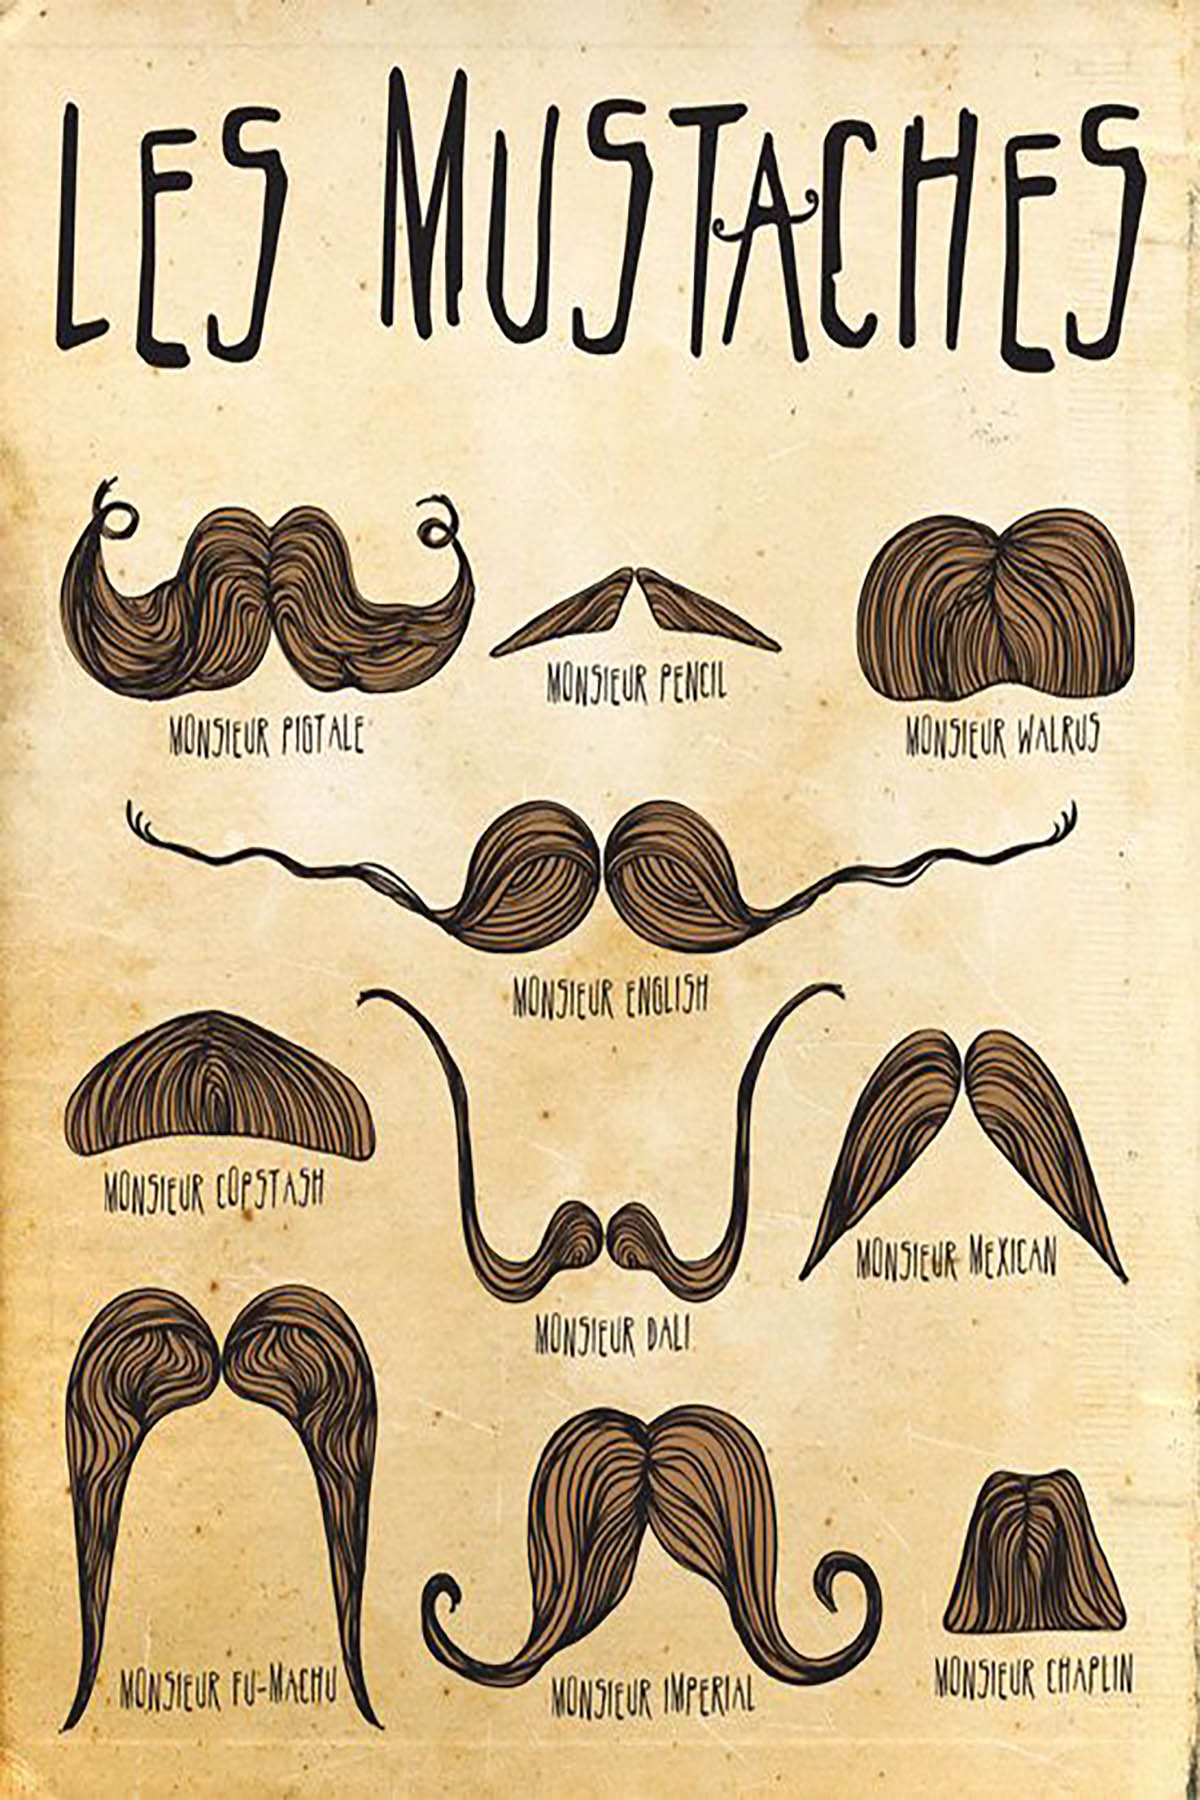 LES MUSTACHES
MONSIEUR PIGTALE
MONSIEUR PENCIL
MONSIEUR WALRUS
MONSIEUR ENGLISH
MONSIEUR COPSTASH
MONSIEUR MEXICAN
MONSIEUR DALI
MONSIEUR FU-MACHU
MONSIEUR IMPERIAL
MONSIEUR CHAPLIN